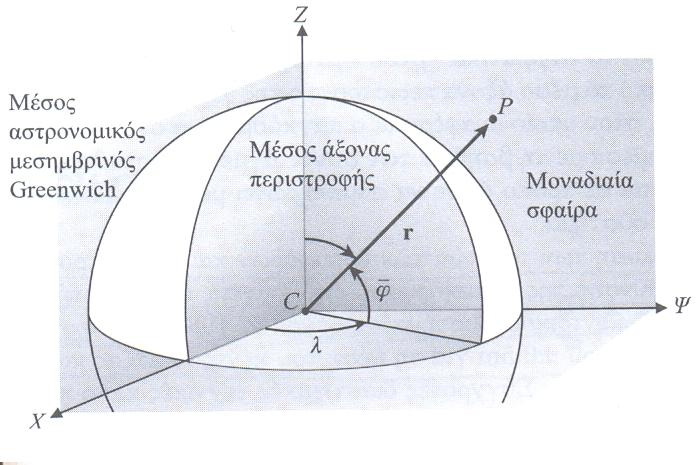 Z
Μέσος
αστρονομικός
μεσημβρινός
Greenwich
Μέσος άξονας
περιστροφής
P
Μοναδιαία
σφαίρα
r
φ̅
C
λ
Ψ
X